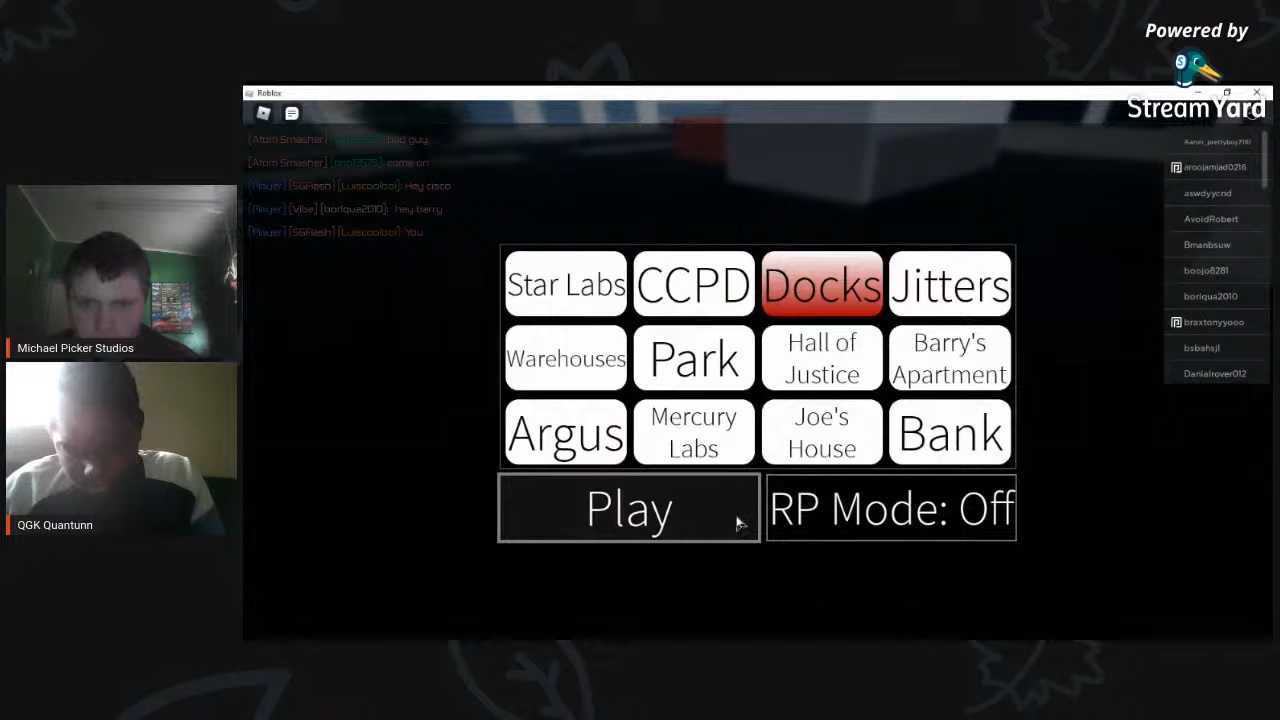 Powered by
StreamYard
Roblox
[Atom Smasher] bad guy
[Atom Smasher] come on
[Player] [SGFlash] [Luiscoolboi]: Hey cisco
[Player] [Vibe] [boriqua2010]: hey barry
[Player] [SGFlash] [Luiscoolboi]: You
Aaron_prettyboy7161
aroojamjad0216
aswdyycnd
AvoidRobert
Bmanbsuw
boojo8281
boriqua2010
braxtonyyooo
bsbahsjl
Danialrover012
Star Labs
CCPD
Docks
Jitters
Warehouses
Park
Hall of
Justice
Barry's
Apartment
Argus
Mercury
Labs
Joe's
House
Bank
Play
RP Mode: Off
Michael Picker Studios
QGK Quantunn